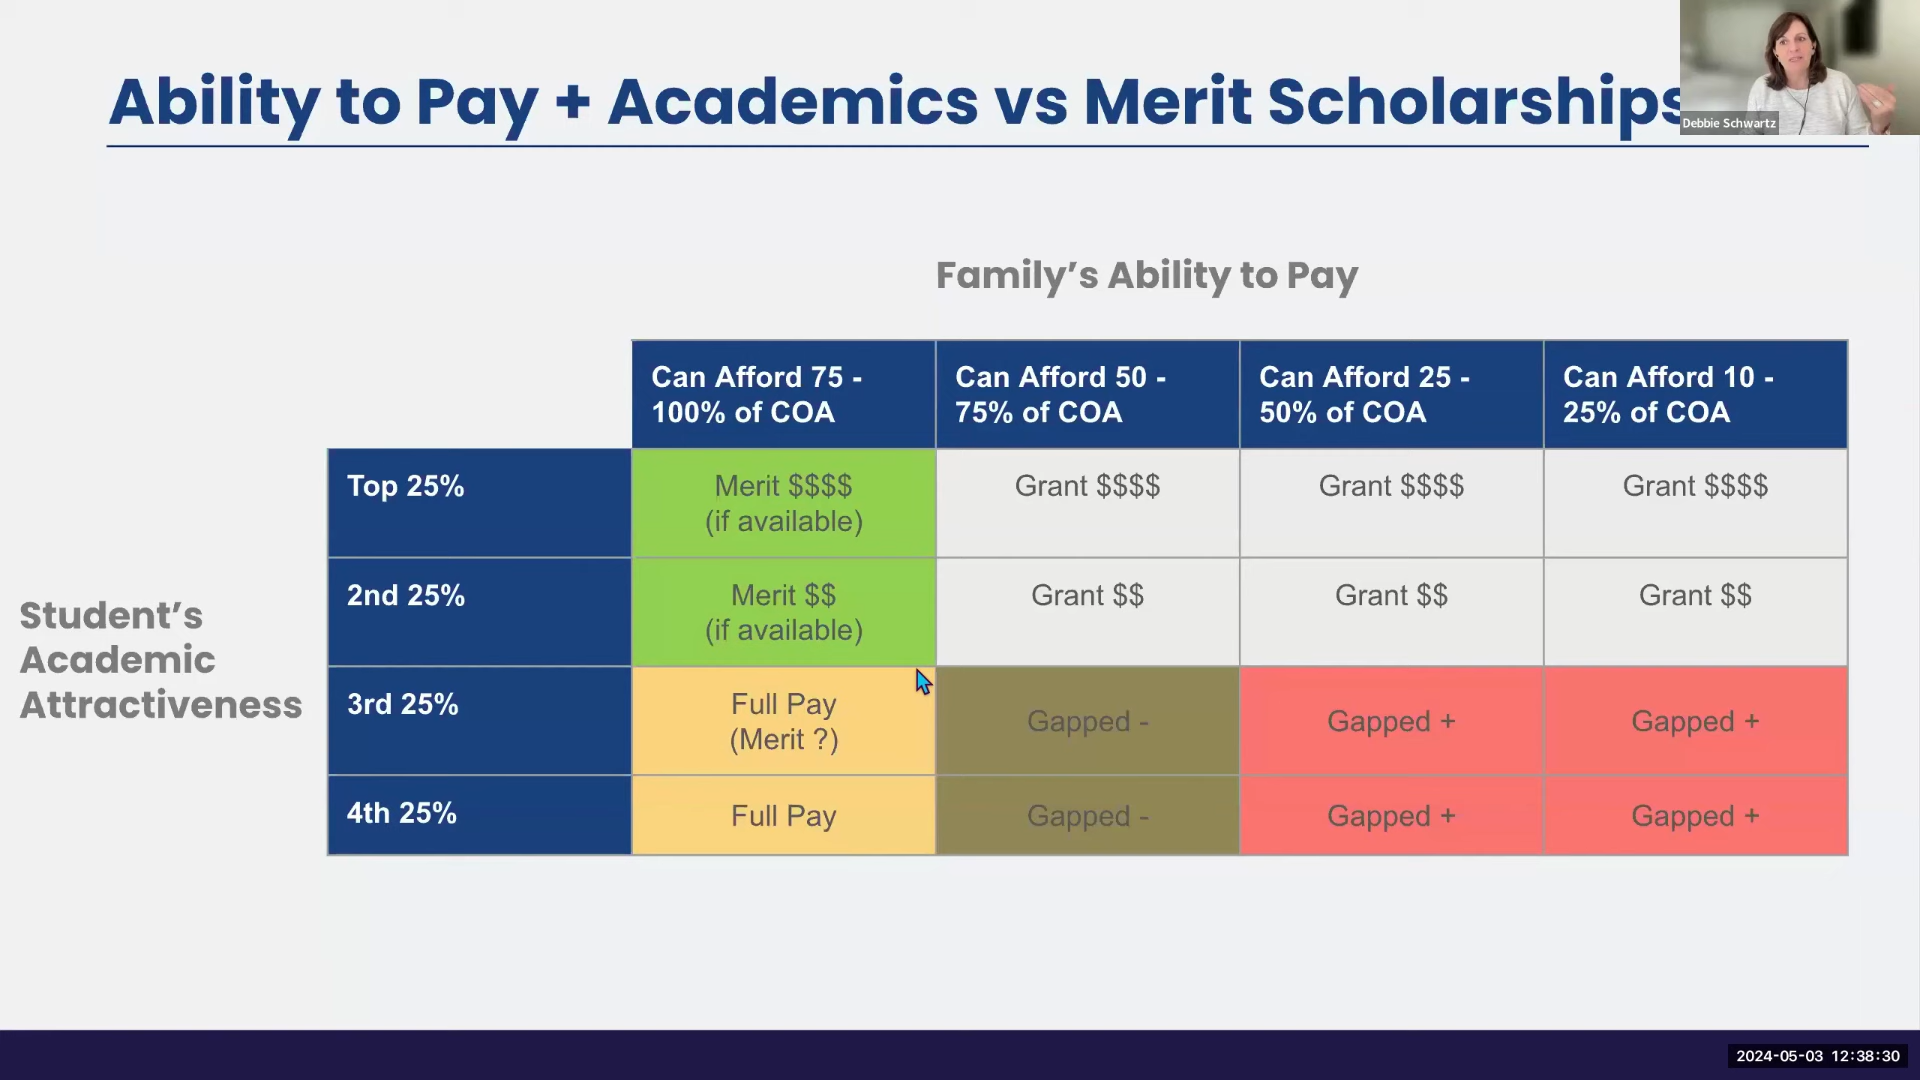 Ability to Pay + Academics vs Merit Scholarships
Debbie Schwartz
Family’s Ability to Pay
Can Afford 75 -
100% of COA
Can Afford 50 -
75% of COA
Can Afford 25 -
50% of COA
Can Afford 10 -
25% of COA
Student’s
Academic
Attractiveness
Top 25%
Merit $$$$
(if available)
Grant $$$$
Grant $$$$
Grant $$$$
2nd 25%
Merit $$
(if available)
Grant $$
Grant $$
Grant $$
3rd 25%
Full Pay
(Merit ?)
Gapped -
Gapped +
Gapped +
4th 25%
Full Pay
Gapped -
Gapped +
Gapped +
2024-05-03 12:38:30